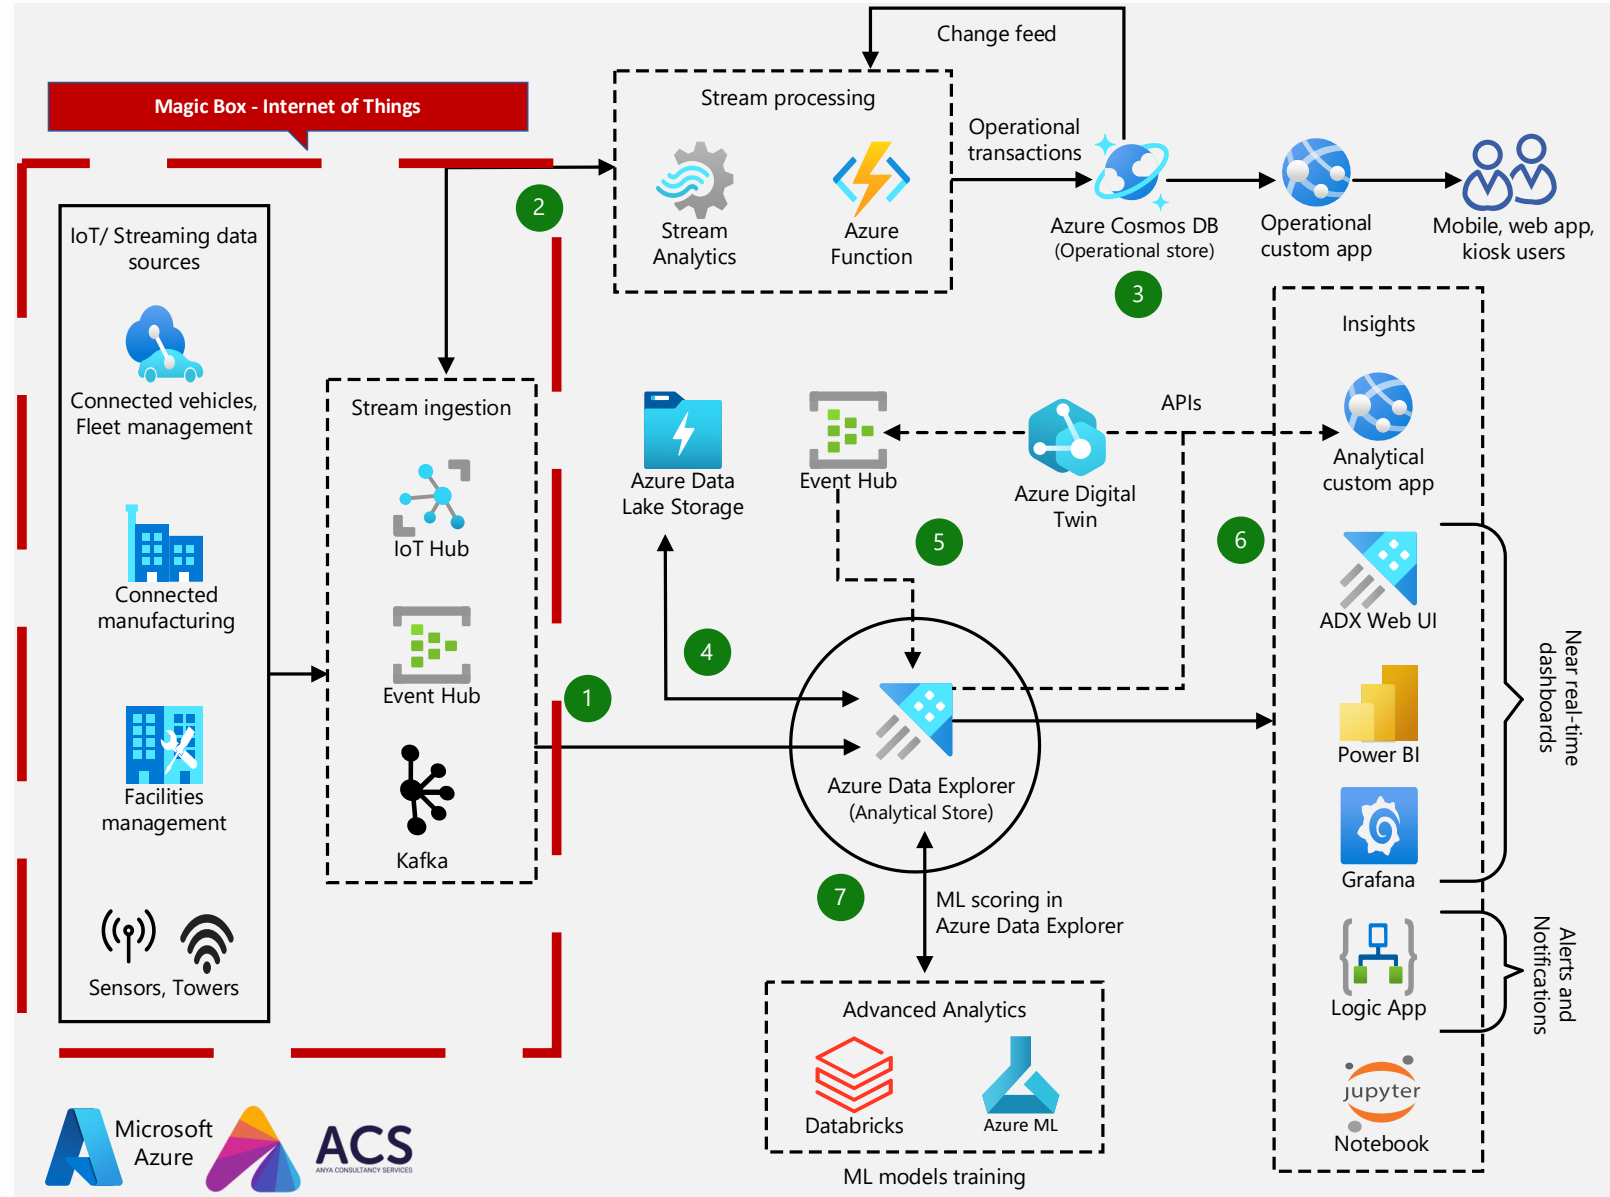 Change feed
Magic Box - Internet of Things
Stream processing
Operational
transactions
2
Stream
Analytics
Azure
Function
Azure Cosmos DB
(Operational store)
3
Operational
custom app
Mobile, web app,
kiosk users
IoT/ Streaming data
sources
Connected vehicles,
Fleet management
Connected
manufacturing
Facilities
management
Sensors, Towers
Stream ingestion
IoT Hub
Event Hub
Kafka
1
Azure Data
Lake Storage
4
Event Hub
5
Azure Digital
Twin
APIs
6
Azure Data Explorer
(Analytical Store)
7
ML scoring in
Azure Data Explorer
Advanced Analytics
Databricks
Azure ML
ML models training
Insights
Analytical
custom app
ADX Web UI
Power BI
Grafana
Near real-time
dashboards
Logic App
Alerts and
Notifications
jupyter
Notebook
Microsoft
Azure
ACS
ANYA CONSULTANCY SERVICES